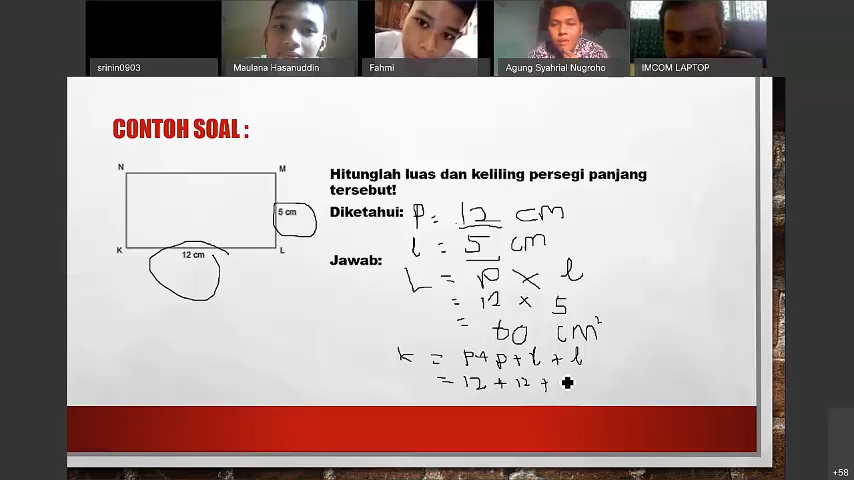 srinin0903
Maulana Hasanuddin
Fahmi
Agung Syahrial Nugroho
IMCOM LAPTOP
CONTOH SOAL :
N
M
5 cm
K
L
12 cm
Hitunglah luas dan keliling persegi panjang
tersebut!
Diketahui: p = 12 cm
l = 5 cm
Jawab:
L = p x l
= 12 x 5
= 60 cm²
K = p+p+l+l
= 12 + 12 +
+58